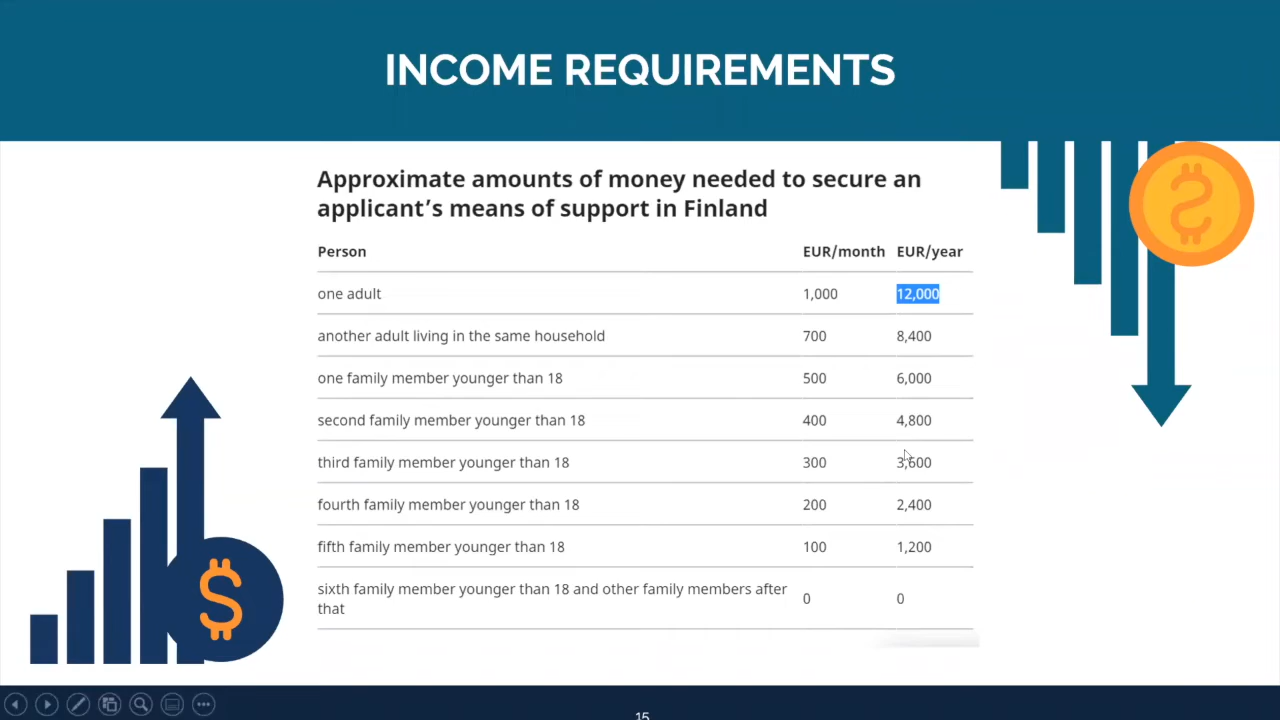 INCOME REQUIREMENTS
Approximate amounts of money needed to secure an
applicant’s means of support in Finland
Person EUR/month EUR/year
one adult 1,000 12,000
another adult living in the same household 700 8,400
one family member younger than 18 500 6,000
second family member younger than 18 400 4,800
third family member younger than 18 300 3,600
fourth family member younger than 18 200 2,400
fifth family member younger than 18 100 1,200
sixth family member younger than 18 and other family members after
that 0 0
$
$
15